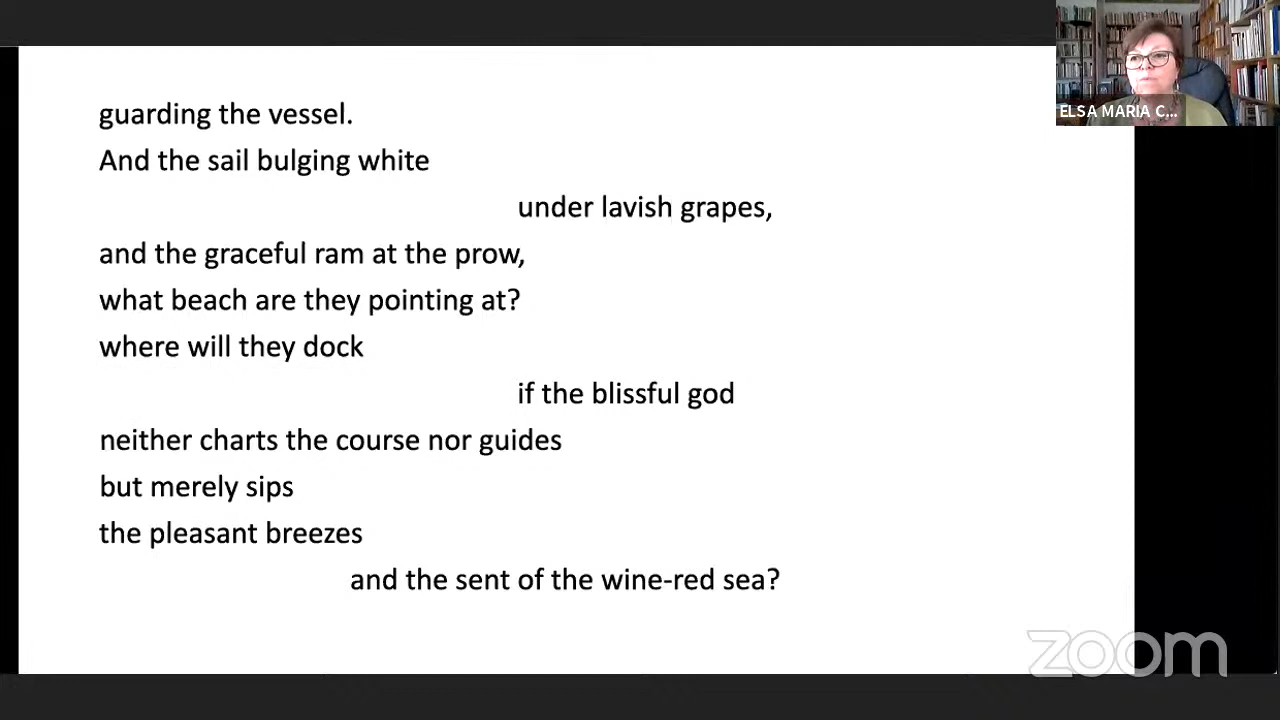 guarding the vessel.
And the sail bulging white
under lavish grapes,
and the graceful ram at the prow,
what beach are they pointing at?
where will they dock
if the blissful god
neither charts the course nor guides
but merely sips
the pleasant breezes
and the sent of the wine-red sea?
ELSA MARIA C...
zoom